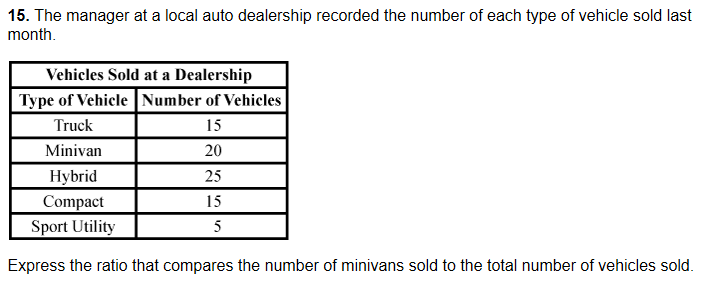 15. The manager at a local auto dealership recorded the number of each type of vehicle sold last
month.
Vehicles Sold at a Dealership
Type of Vehicle Number of Vehicles
Truck 15
Minivan 20
Hybrid 25
Compact 15
Sport Utility 5
Express the ratio that compares the number of minivans sold to the total number of vehicles sold.